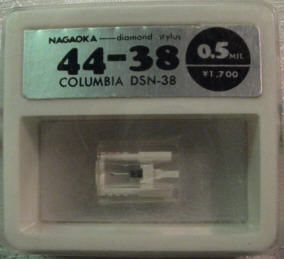 NAGAOKA — diamond stylus
44-38 0.5 MIL
COLUMBIA DSN-38 ¥1,700